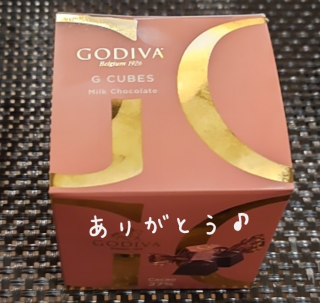 GODIVA
Belgium 1926
G CUBES
Milk Chocolate
ありがとう♪
GODIVA